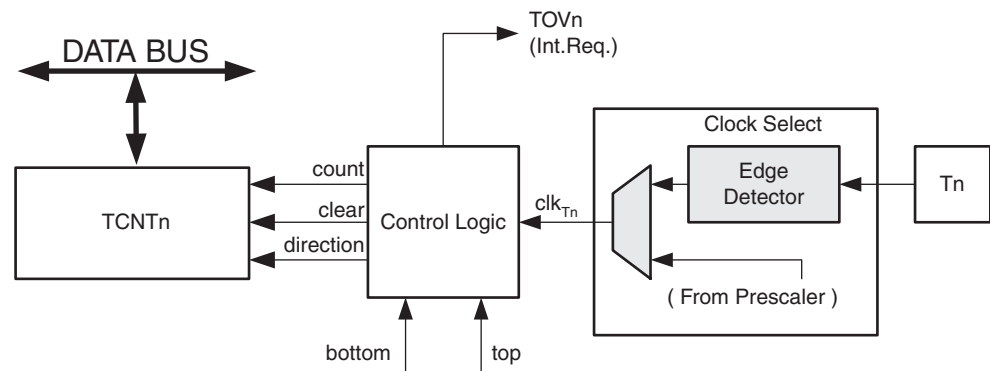 TOVn
(Int.Req.)
DATA BUS
Clock Select
count
Edge
Detector
Tn
TCNTn
clear
Control Logic
clkTn
direction
( From Prescaler )
bottom
top